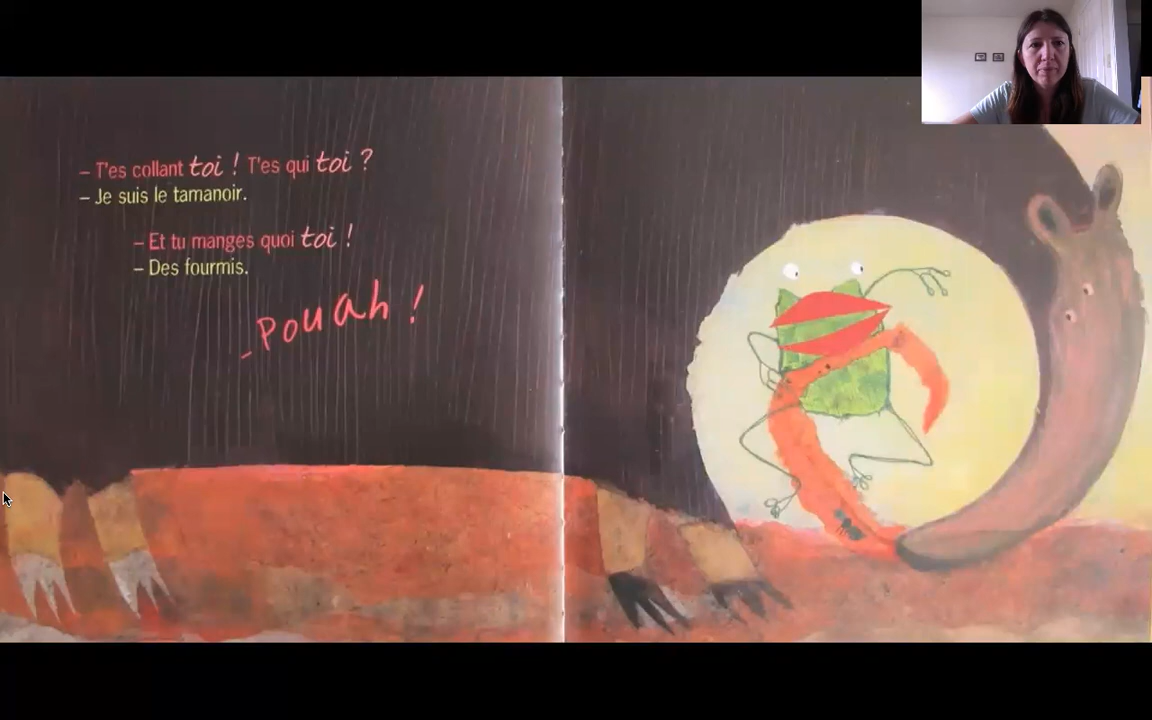 – T'es collant toi ! T'es qui toi ?
– Je suis le tamanoir.
– Et tu manges quoi toi !
– Des fourmis.
– Pouah !